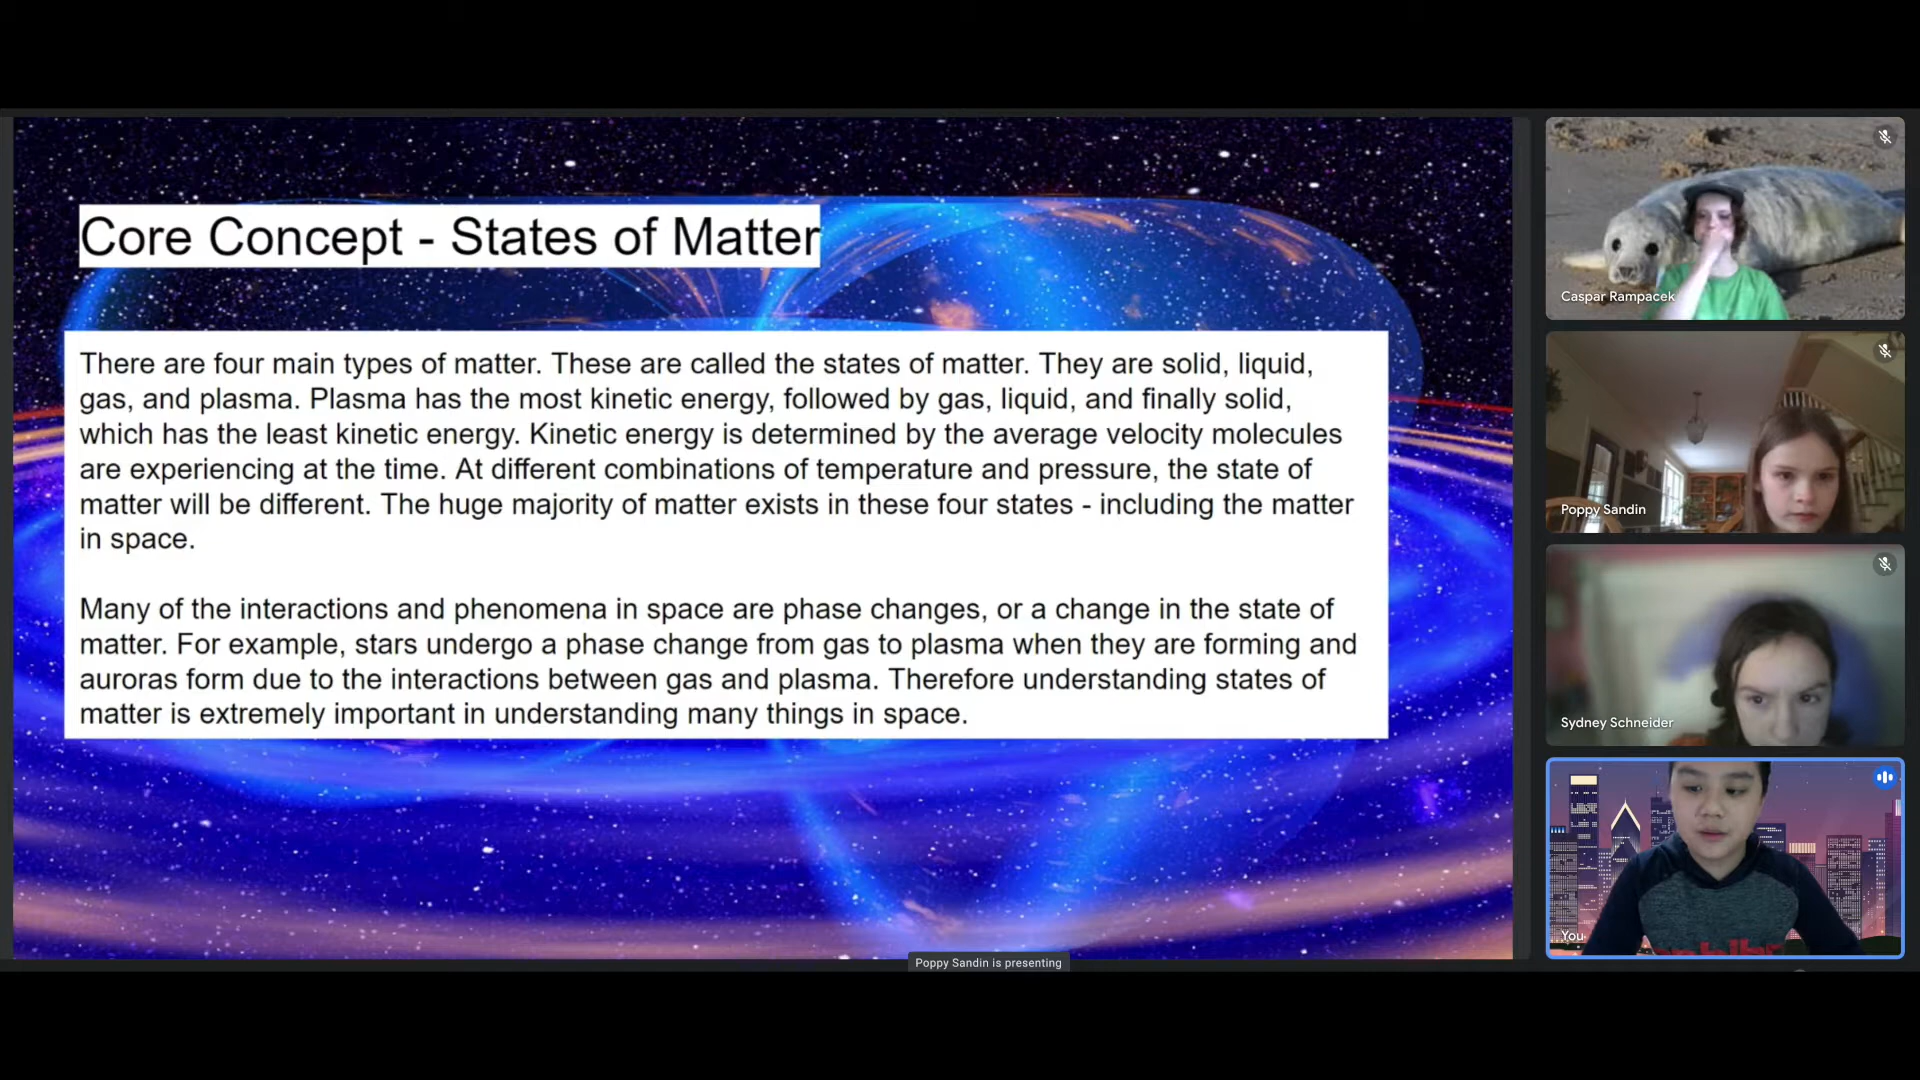 Core Concept - States of Matter
There are four main types of matter. These are called the states of matter. They are solid, liquid,
gas, and plasma. Plasma has the most kinetic energy, followed by gas, liquid, and finally solid,
which has the least kinetic energy. Kinetic energy is determined by the average velocity molecules
are experiencing at the time. At different combinations of temperature and pressure, the state of
matter will be different. The huge majority of matter exists in these four states - including the matter
in space.
Many of the interactions and phenomena in space are phase changes, or a change in the state of
matter. For example, stars undergo a phase change from gas to plasma when they are forming and
auroras form due to the interactions between gas and plasma. Therefore understanding states of
matter is extremely important in understanding many things in space.
Caspar Rampacek
Poppy Sandin
Sydney Schneider
You
Poppy Sandin is presenting